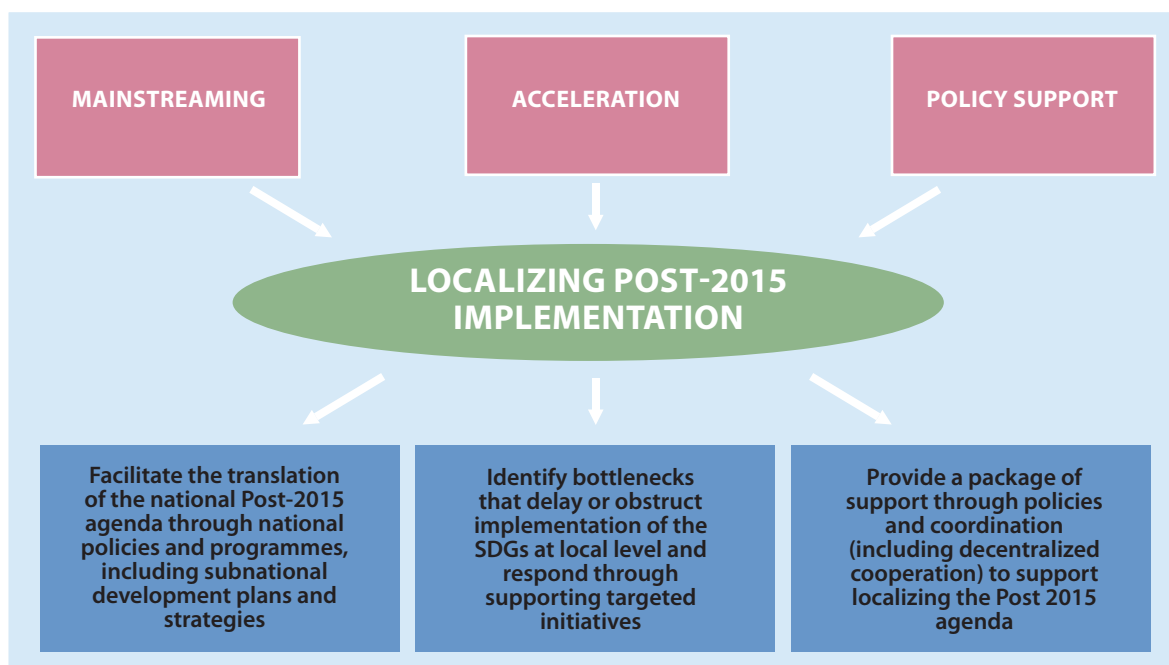 MAINSTREAMING
ACCELERATION
POLICY SUPPORT
LOCALIZING POST-2015
IMPLEMENTATION
Facilitate the translation
of the national Post-2015
agenda through national
policies and programmes,
including subnational
development plans and
strategies
Identify bottlenecks
that delay or obstruct
implementation of the
SDGs at local level and
respond through
supporting targeted
initiatives
Provide a package of
support through policies
and coordination
(including decentralized
cooperation) to support
localizing the Post 2015
agenda